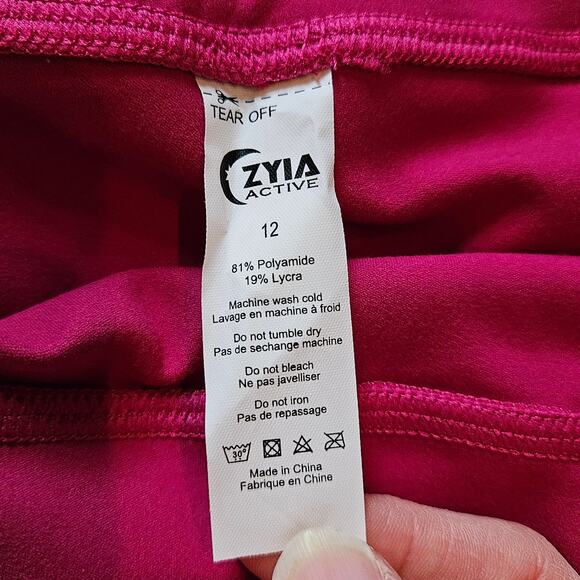 TEAR OFF
ZYIA
ACTIVE
12
81% Polyamide
19% Lycra
Machine wash cold
Lavage en machine à froid
Do not tumble dry
Pas de sechange machine
Do not bleach
Ne pas javelliser
Do not iron
Pas de repassage
30°
Made in China
Fabrique en Chine